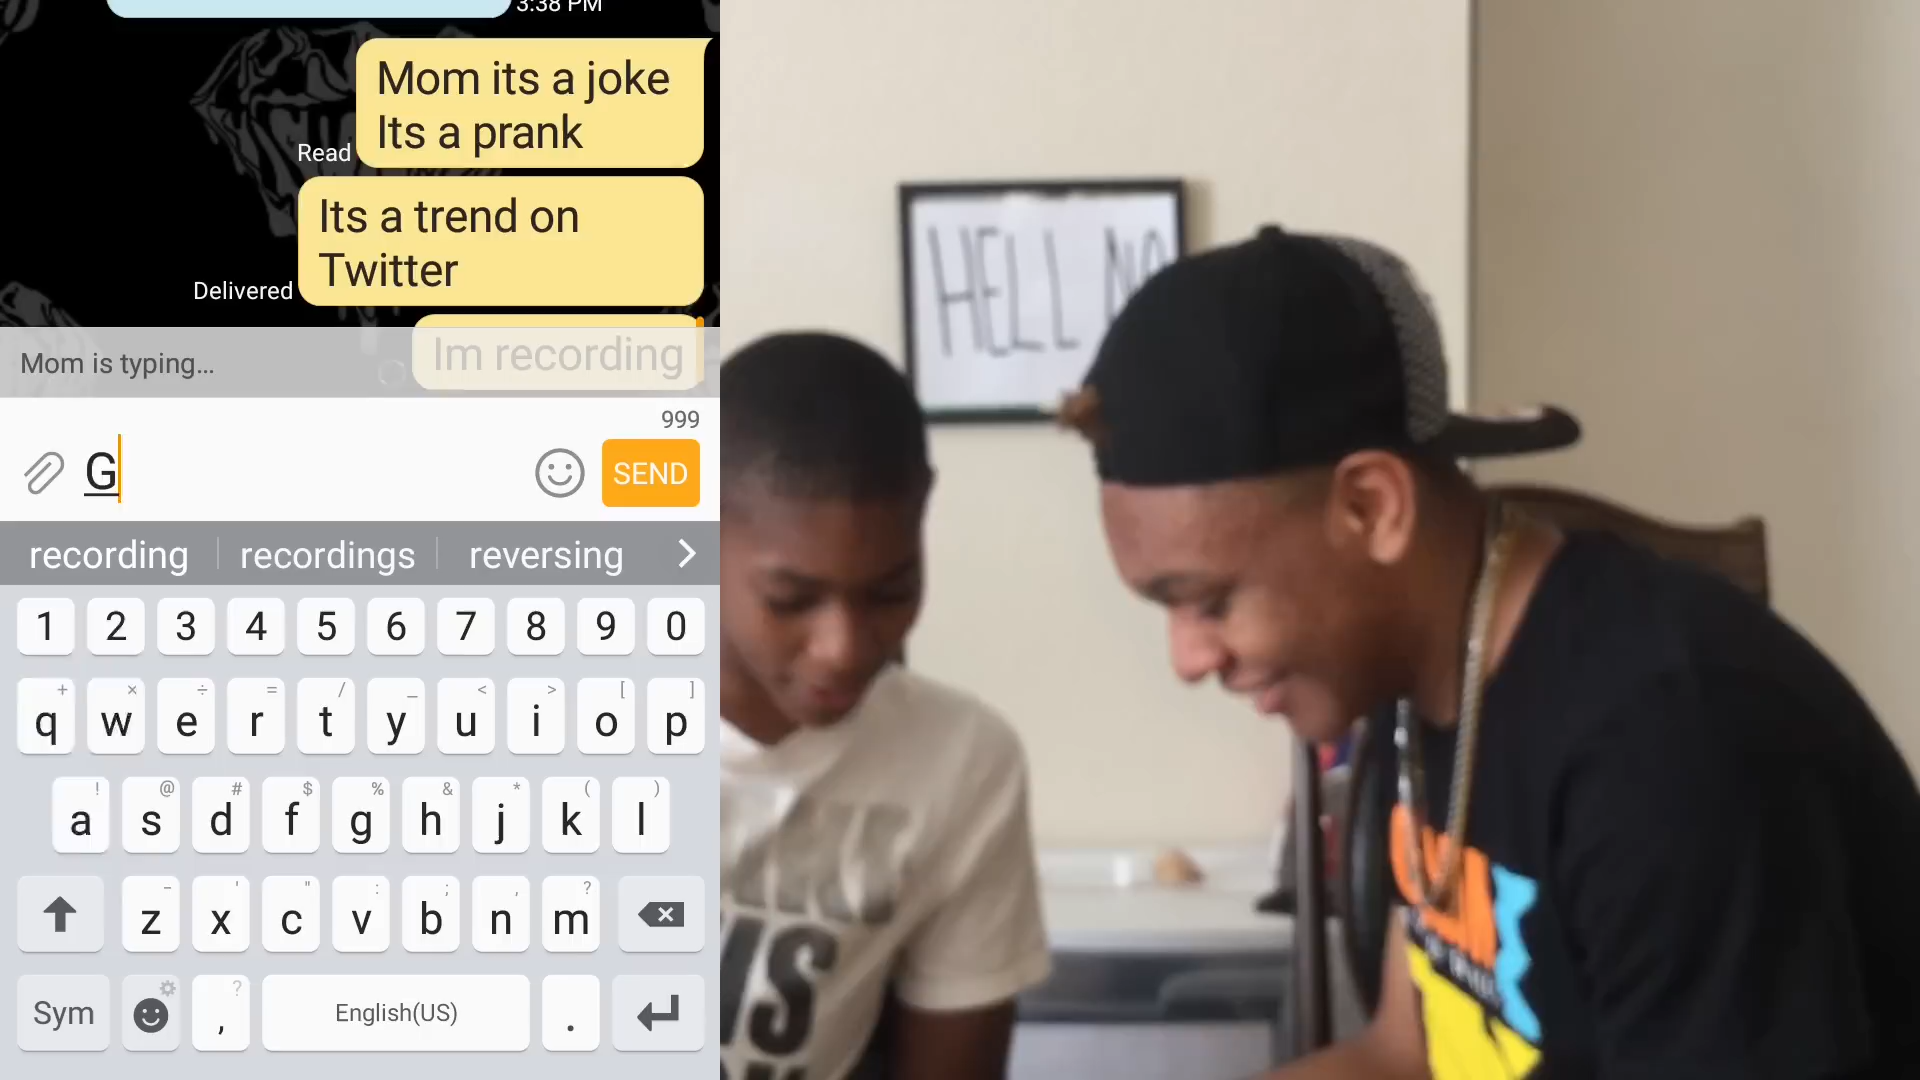 3:38 PM
Mom its a joke
Its a prank
Read
Its a trend on
Twitter
Delivered
Im recording
Mom is typing...
999
G
SEND
recording
recordings
reversing
1 2 3 4 5 6 7 8 9 0
+ × ÷ = / _ < > [ ]
q w e r t y u i o p
! @ # $ % & * ( )
a s d f g h j k l
- ' " : ; , ?
z x c v b n m
Sym
?
,
English(US)
.
HELL NO